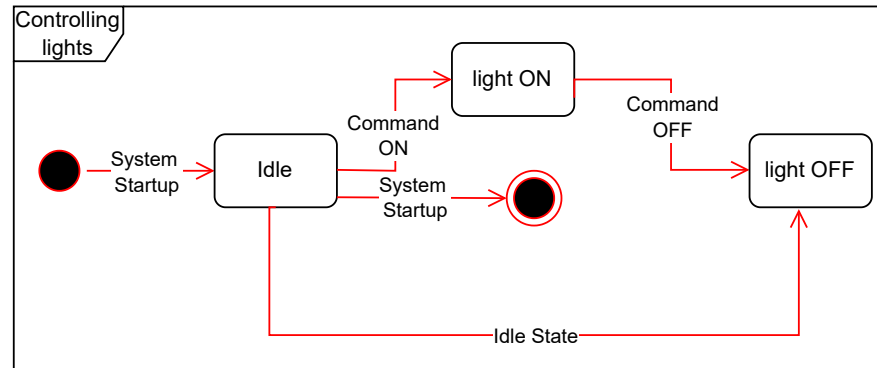 Controlling
lights
light ON
Command
ON
Command
OFF
System
Startup
Idle
System
Startup
light OFF
Idle State